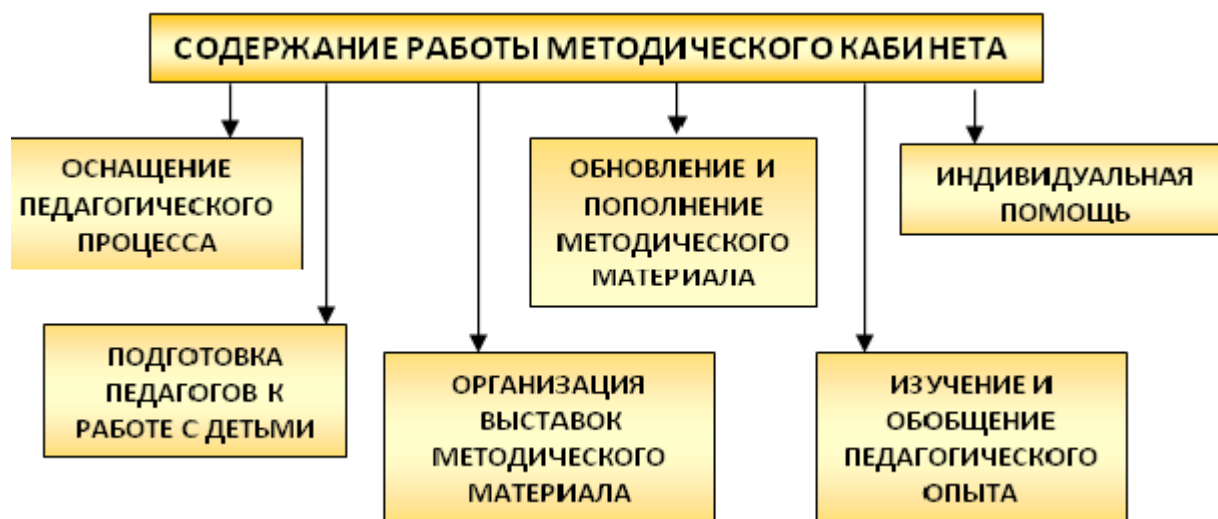 СОДЕРЖАНИЕ РАБОТЫ МЕТОДИЧЕСКОГО КАБИНЕТА
ОСНАЩЕНИЕ
ПЕДАГОГИЧЕСКОГО
ПРОЦЕССА
ОБНОВЛЕНИЕ И
ПОПОЛНЕНИЕ
МЕТОДИЧЕСКОГО
МАТЕРИАЛА
ИНДИВИДУАЛЬНАЯ
ПОМОЩЬ
ПОДГОТОВКА
ПЕДАГОГОВ К
РАБОТЕ С ДЕТЬМИ
ОРГАНИЗАЦИЯ
ВЫСТАВОК
МЕТОДИЧЕСКОГО
МАТЕРИАЛА
ИЗУЧЕНИЕ И
ОБОБЩЕНИЕ
ПЕДАГОГИЧЕСКОГО
ОПЫТА